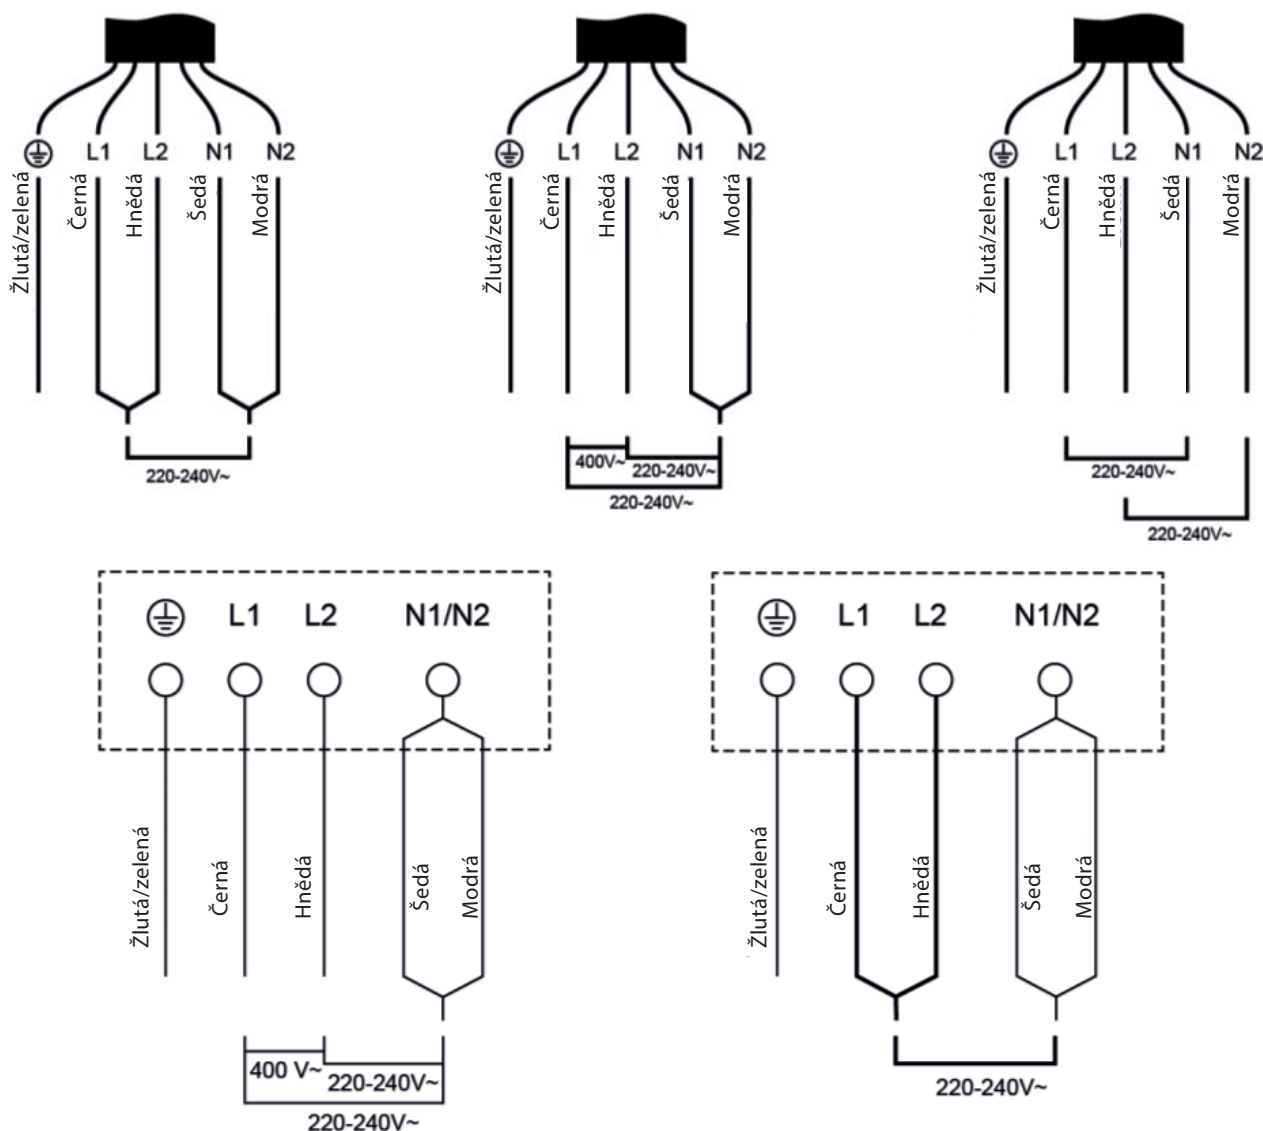 L1 L2 N1 N2
Žlutá/zelená
Černá
Hnědá
Šedá
Modrá
220-240V~
L1 L2 N1 N2
Žlutá/zelená
Černá
Hnědá
Šedá
Modrá
400V~
220-240V~
220-240V~
L1 L2 N1 N2
Žlutá/zelená
Černá
Hnědá
Šedá
Modrá
220-240V~
220-240V~
L1 L2 N1/N2
Žlutá/zelená
Černá
Hnědá
Šedá
Modrá
400 V~
220-240V~
220-240V~
L1 L2 N1/N2
Žlutá/zelená
Černá
Hnědá
Šedá
Modrá
220-240V~